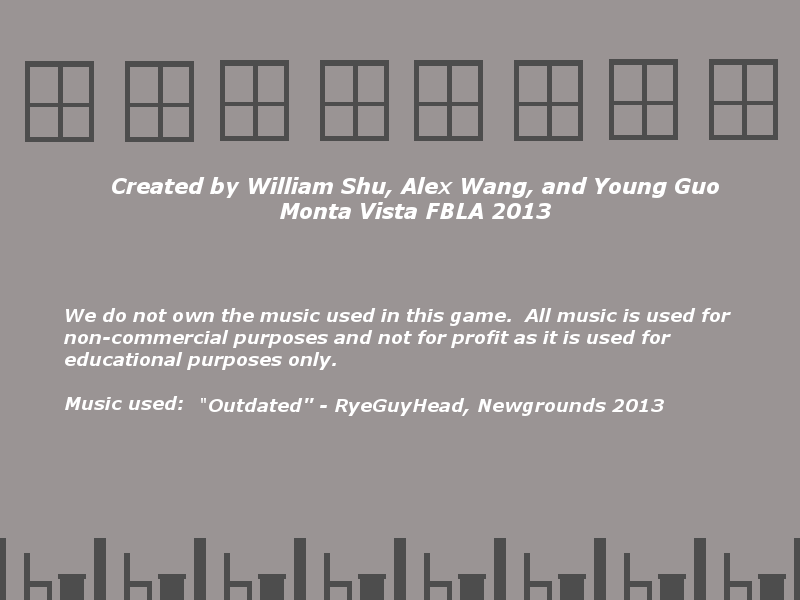 Created by William Shu, Alex Wang, and Young Guo
Monta Vista FBLA 2013
We do not own the music used in this game.  All music is used for
non-commercial purposes and not for profit as it is used for
educational purposes only.
Music used:  "Outdated" - RyeGuyHead, Newgrounds 2013